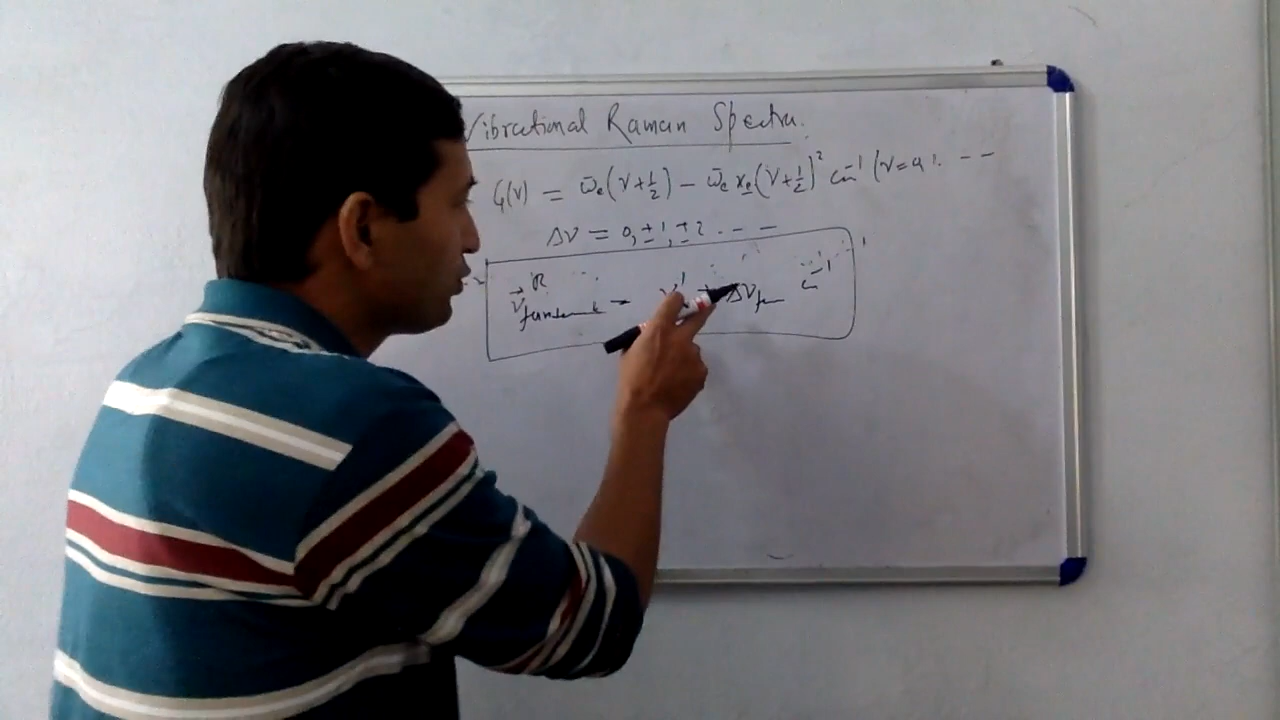 Vibrational Raman Spectra.
G(v) = ω̄e(v+1/2) − ω̄e xe(v+1/2)² cm⁻¹ (v=0,1, - -
Δv = 0, ±1, ±2 . - - -
R
fun = Δν fun cm⁻¹